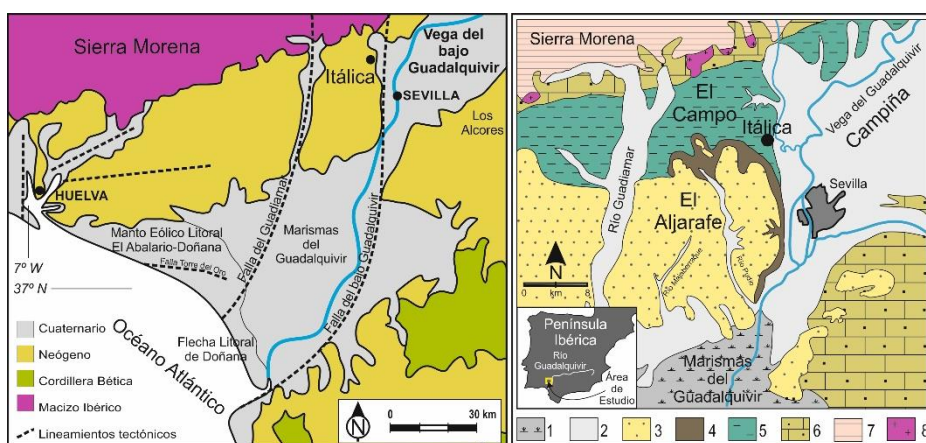 Sierra Morena
Itálica
Vega del
bajo
Guadalquivir
SEVILLA
Los
Alcores
HUELVA
Manto Eólico Litoral
El Abalario-Doñana
Falla Torre del Oro
Falla del Guadiamar
Marismas
del
Guadalquivir
Falla del bajo Guadalquivir
7º W
37º N
Océano Atlántico
Flecha Litoral
de Doñana
Cuaternario
Neógeno
Cordillera Bética
Macizo Ibérico
Lineamientos tectónicos
N
0 30 km
Sierra Morena
El
Campo
Itálica
Vega del Guadalquivir
Campiña
Sevilla
Río Guadiamar
El
Aljarafe
Río Pudio
N
0 km 8
Península
Ibérica
Río
Guadalquivir
Área de
Estudio
Marismas
del
Guadalquivir
1 2 3 4 5 6 7 8